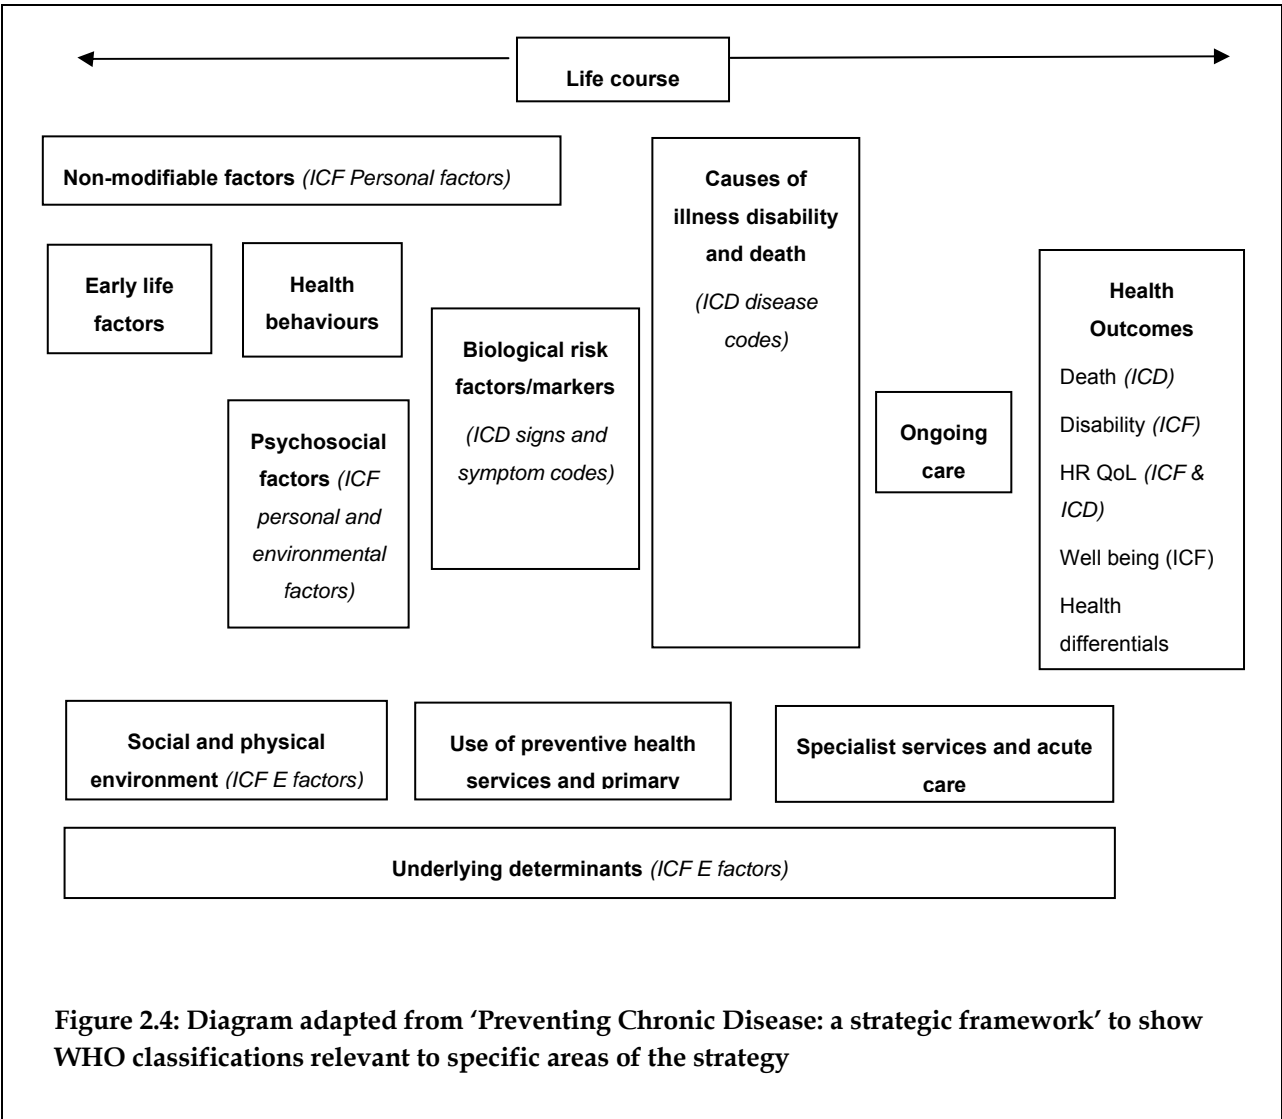 Life course
Non-modifiable factors (ICF Personal factors)
Early life
factors
Health
behaviours
Psychosocial
factors (ICF
personal and
environmental
factors)
Biological risk
factors/markers
(ICD signs and
symptom codes)
Causes of
illness disability
and death
(ICD disease
codes)
Ongoing
care
Health
Outcomes
Death (ICD)
Disability (ICF)
HR QoL (ICF &
ICD)
Well being (ICF)
Health
differentials
Social and physical
environment (ICF E factors)
Use of preventive health
services and primary
Specialist services and acute
care
Underlying determinants (ICF E factors)
Figure 2.4: Diagram adapted from ‘Preventing Chronic Disease: a strategic framework’ to show
WHO classifications relevant to specific areas of the strategy